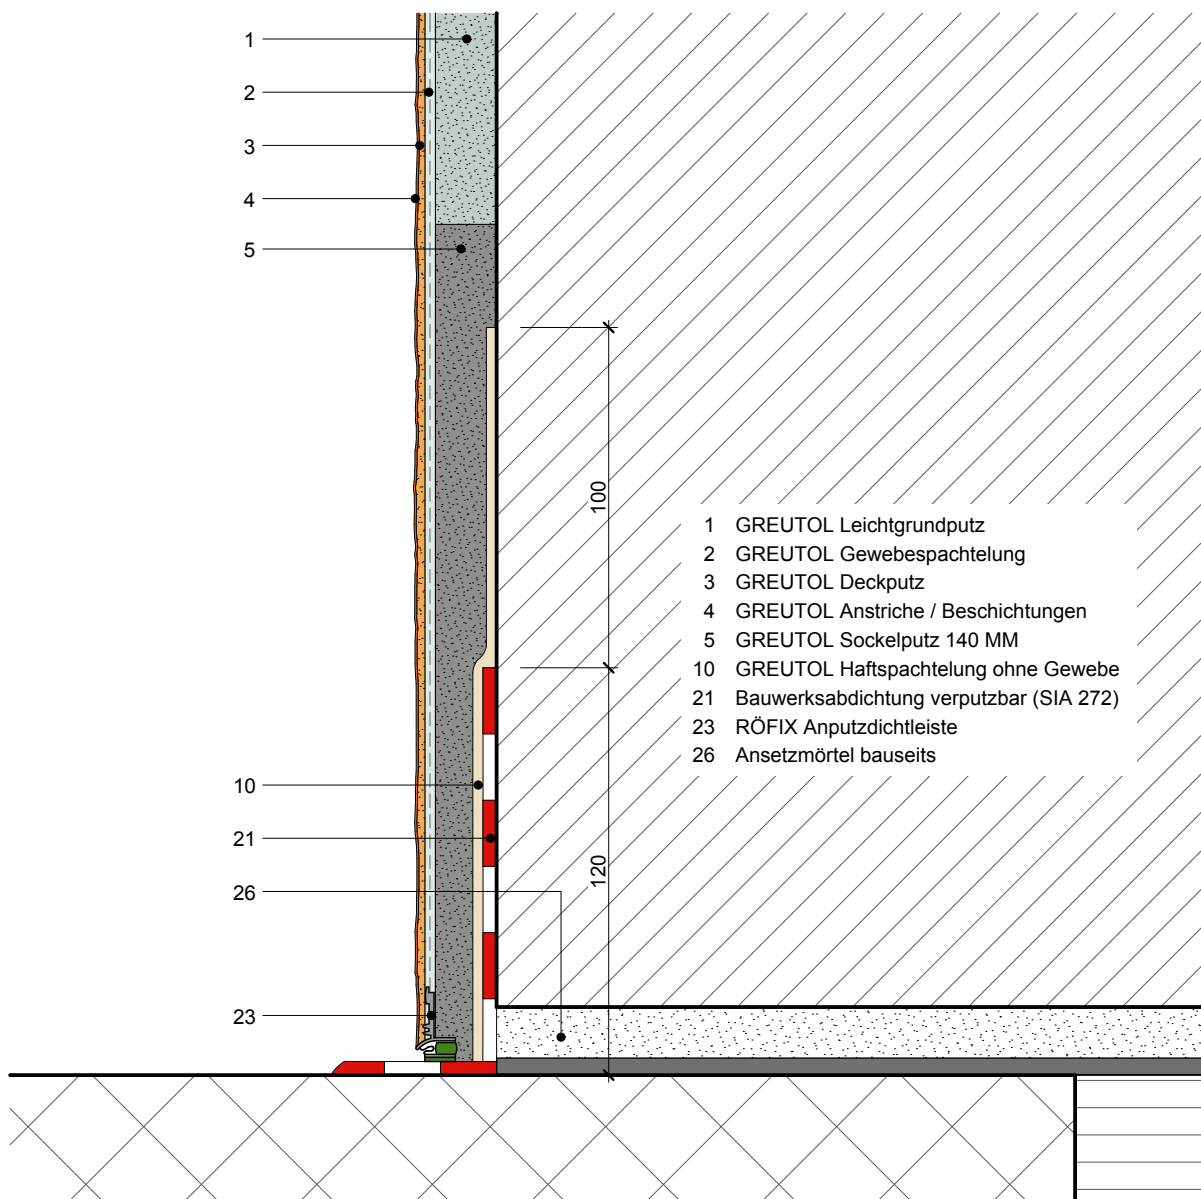 1
2
3
4
5
100
1 GREUTOL Leichtgrundputz
2 GREUTOL Gewebespachtelung
3 GREUTOL Deckputz
4 GREUTOL Anstriche / Beschichtungen
5 GREUTOL Sockelputz 140 MM
10 GREUTOL Haftspachtelung ohne Gewebe
21 Bauwerksabdichtung verputzbar (SIA 272)
23 RÖFIX Anputzdichtleiste
26 Ansetzmörtel bauseits
10
21
120
26
23